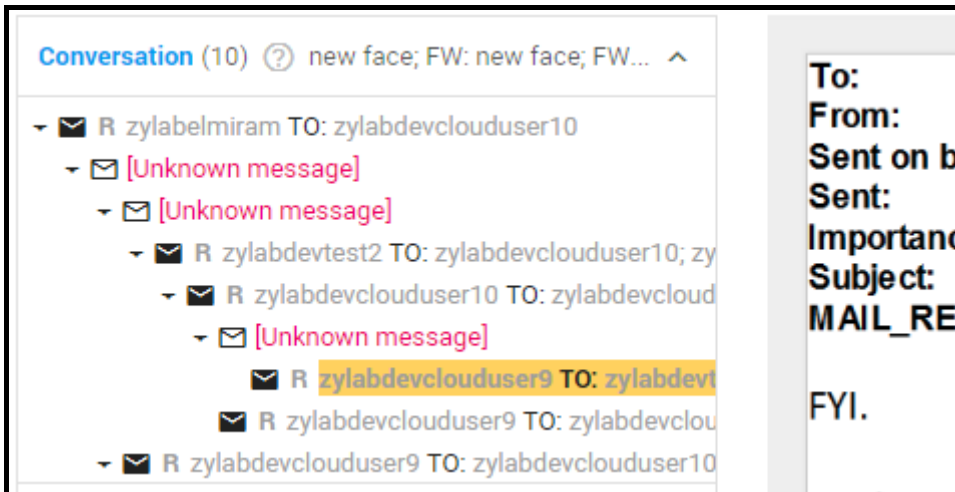 Conversation (10) ? new face; FW: new face; FW...
R zylabelmiram TO: zylabdevclouduser10
[Unknown message]
[Unknown message]
R zylabdevtest2 TO: zylabdevclouduser10; zy
R zylabdevclouduser10 TO: zylabdevcloud
[Unknown message]
R zylabdevclouduser9 TO: zylabdevt
R zylabdevclouduser9 TO: zylabdevclou
R zylabdevclouduser9 TO: zylabdevclouduser10
To:
From:
Sent on b
Sent:
Importanc
Subject:
MAIL_RE
FYI.